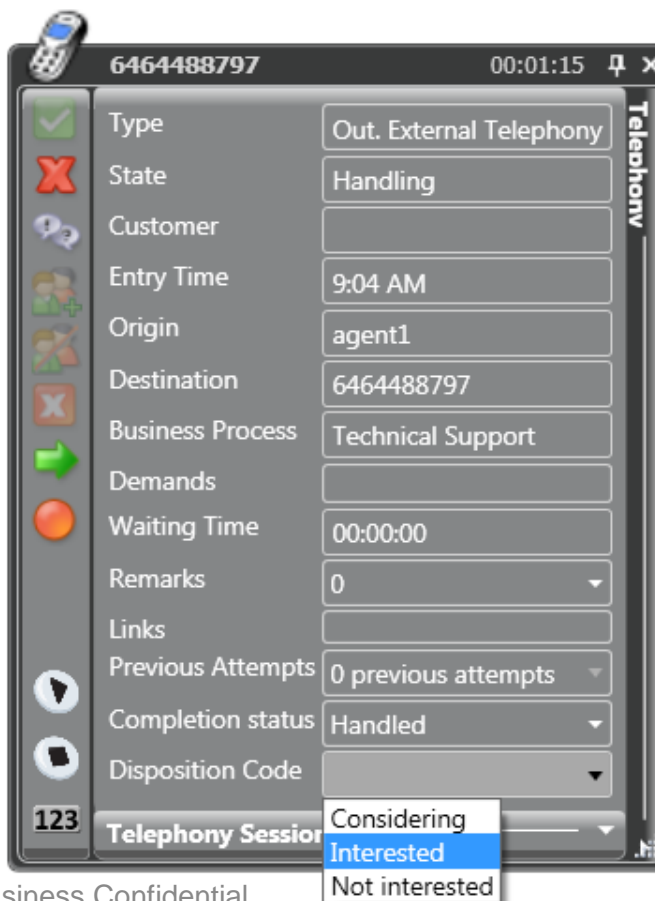 6464488797 00:01:15
Telephony
Type Out. External Telephony
State Handling
Customer
Entry Time 9:04 AM
Origin agent1
Destination 6464488797
Business Process Technical Support
Demands
Waiting Time 00:00:00
Remarks 0
Links
Previous Attempts 0 previous attempts
Completion status Handled
Disposition Code
123
Telephony Session
Considering
Interested
Not interested
siness Confidential